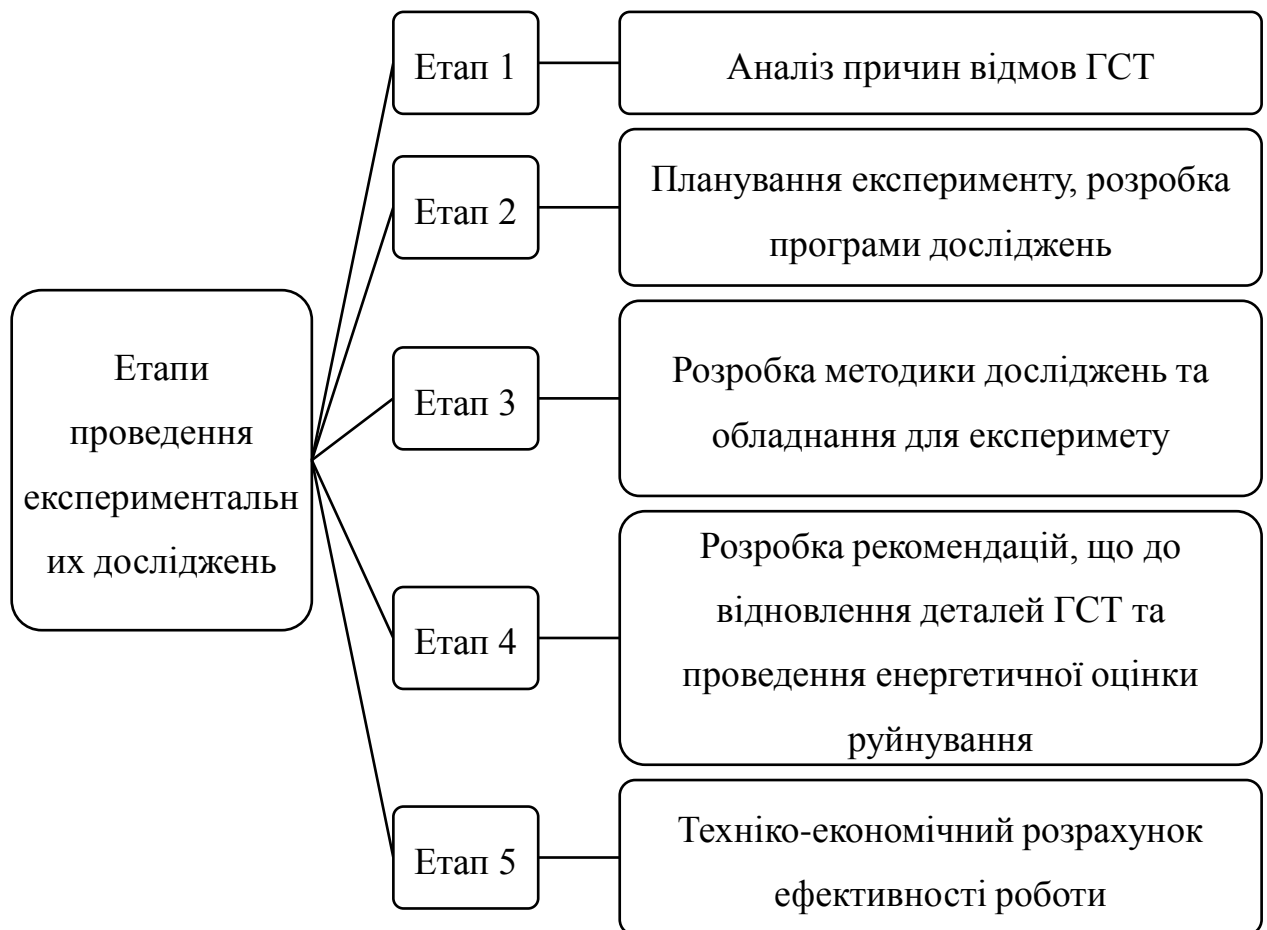 Етапи
проведення
експериментальн
их досліджень
Етап 1
Аналіз причин відмов ГСТ
Етап 2
Планування експерименту, розробка
програми досліджень
Етап 3
Розробка методики досліджень та
обладнання для експеримету
Етап 4
Розробка рекомендацій, що до
відновлення деталей ГСТ та
проведення енергетичної оцінки
руйнування
Етап 5
Техніко-економічний розрахунок
ефективності роботи